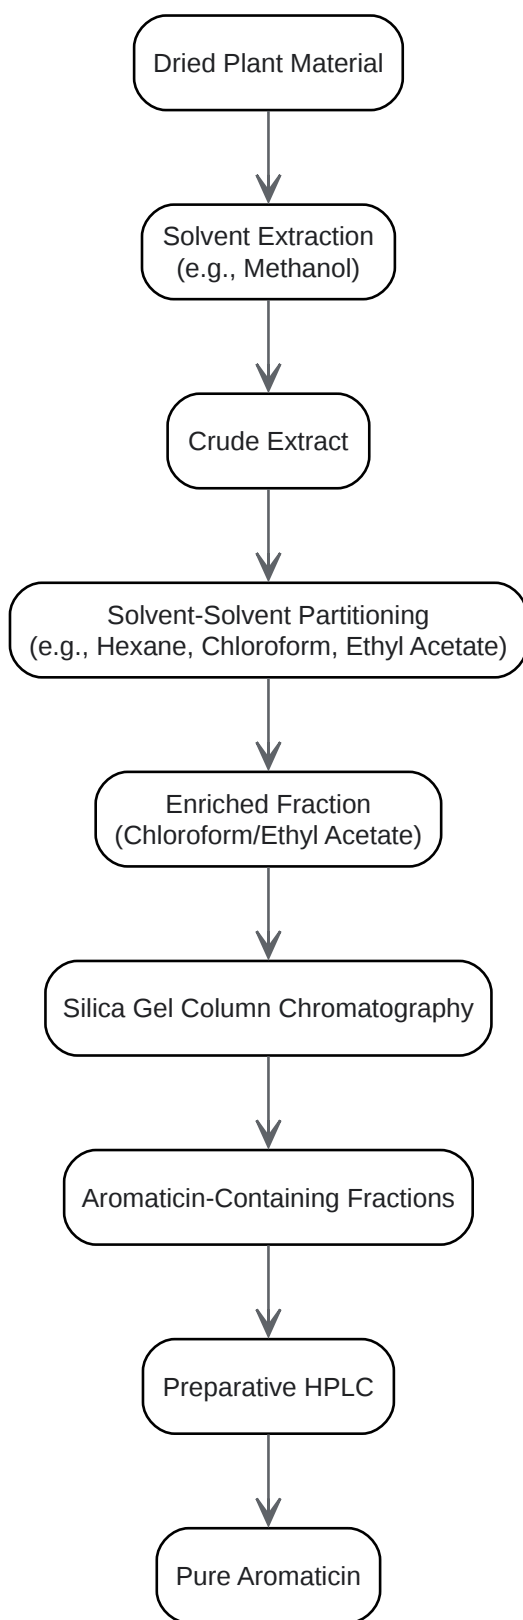 Dried Plant Material
Solvent Extraction
(e.g., Methanol)
Crude Extract
Solvent-Solvent Partitioning
(e.g., Hexane, Chloroform, Ethyl Acetate)
Enriched Fraction
(Chloroform/Ethyl Acetate)
Silica Gel Column Chromatography
Aromaticin-Containing Fractions
Preparative HPLC
Pure Aromaticin